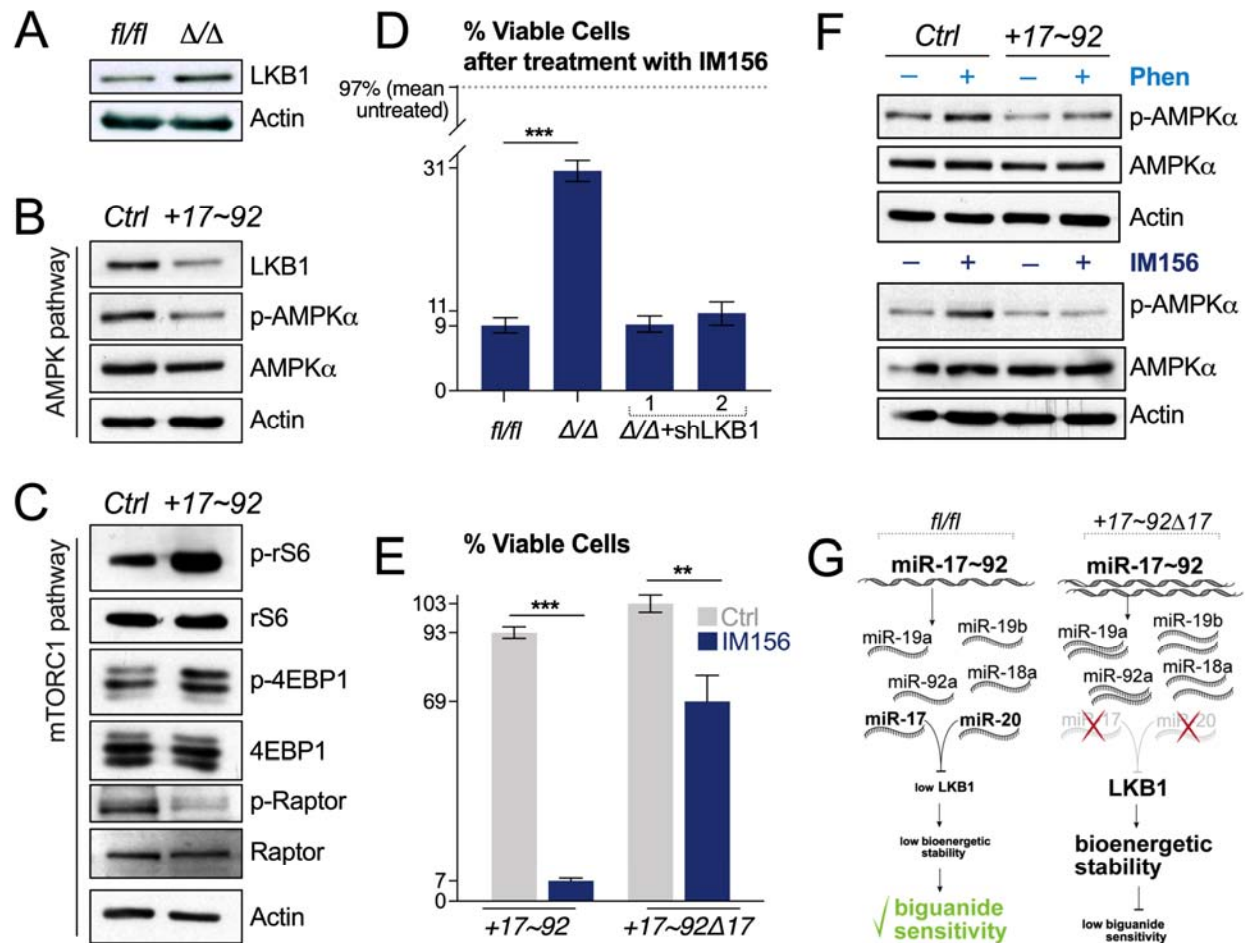 A
fl/fl Δ/Δ
LKB1
Actin
B
Ctrl +17~92
AMPK pathway
LKB1
p-AMPKα
AMPKα
Actin
C
Ctrl +17~92
mTORC1 pathway
p-rS6
rS6
p-4EBP1
4EBP1
p-Raptor
Raptor
Actin
D
% Viable Cells
after treatment with IM156
97% (mean
untreated)
***
31
11
9
0
1 2
fl/fl Δ/Δ Δ/Δ+shLKB1
E
% Viable Cells
103
93
69
7
0
***
**
Ctrl
IM156
+17~92 +17~92Δ17
F
Ctrl +17~92
– + – + Phen
p-AMPKα
AMPKα
Actin
– + – + IM156
p-AMPKα
AMPKα
Actin
G
fl/fl
miR-17~92
miR-19a miR-19b
miR-92a miR-18a
miR-17 miR-20
low LKB1
low bioenergetic
stability
√ biguanide
sensitivity
+17~92Δ17
miR-17~92
miR-19a miR-19b
miR-92a miR-18a
miR-17 miR-20
LKB1
bioenergetic
stability
low biguanide
sensitivity